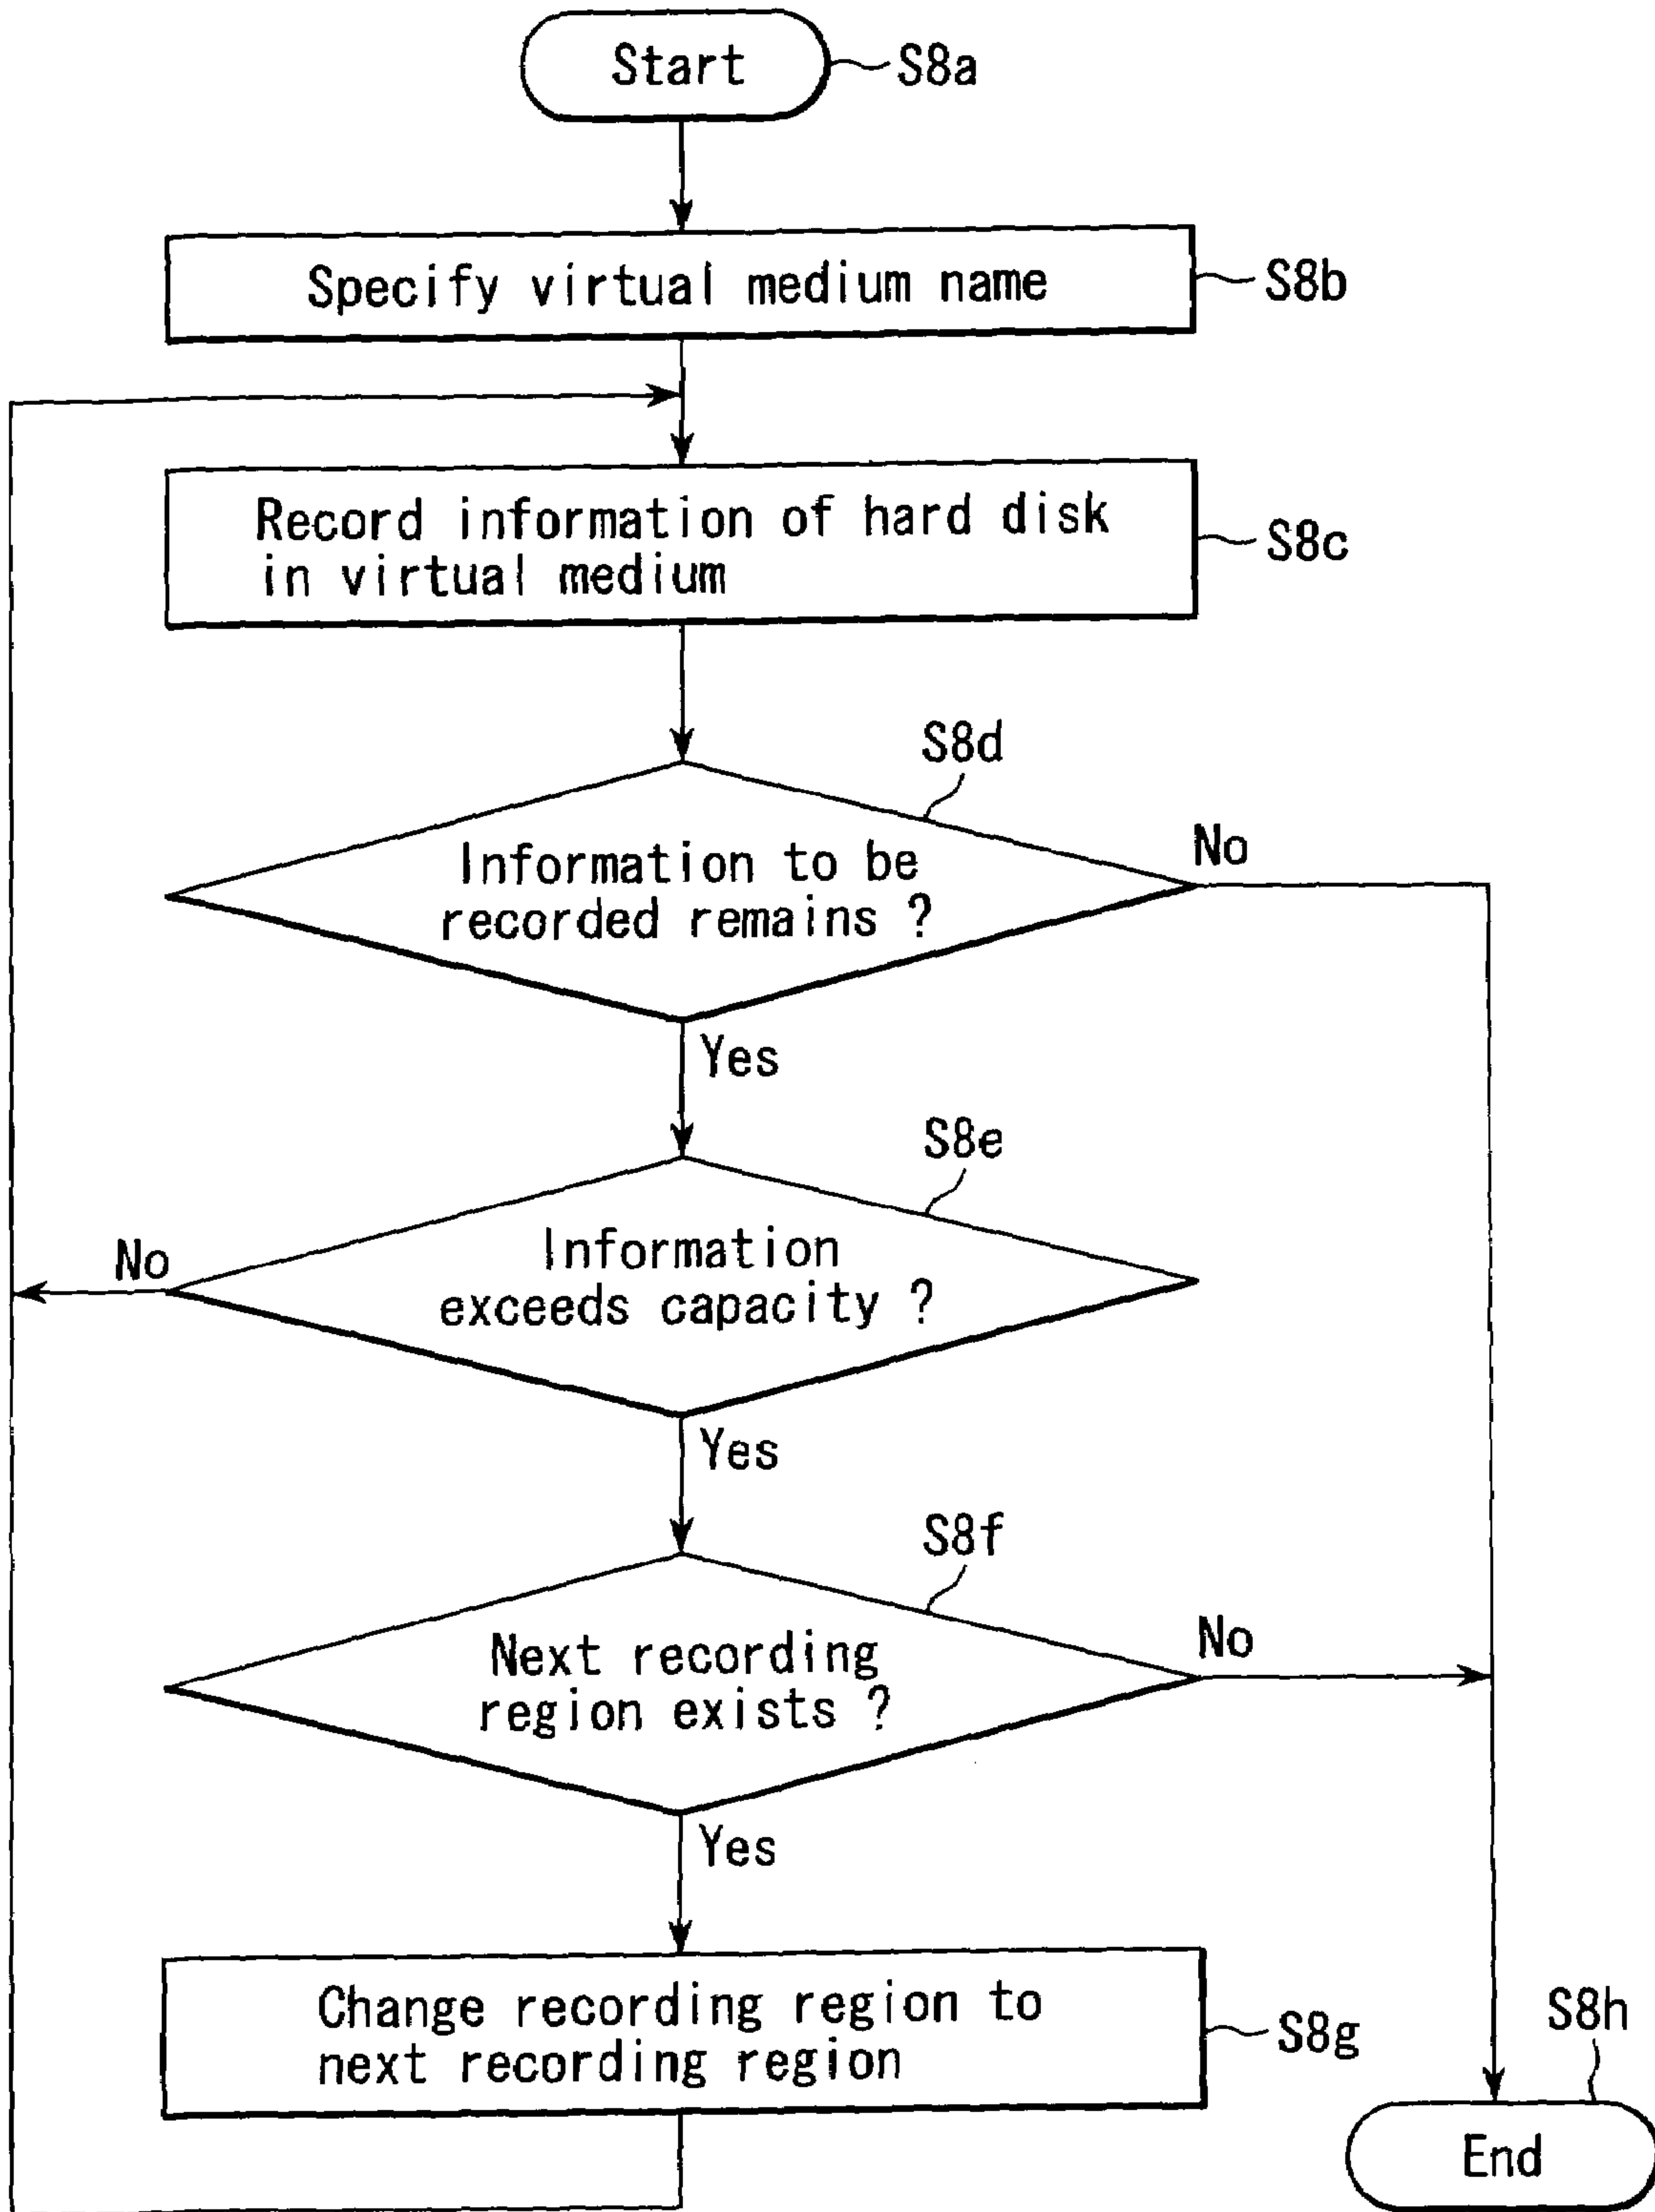 Start
S8a
Specify virtual medium name
S8b
Record information of hard disk
in virtual medium
S8c
S8d
Information to be
recorded remains ?
No
Yes
S8e
Information
exceeds capacity ?
No
Yes
S8f
Next recording
region exists ?
No
Yes
Change recording region to
next recording region
S8g
S8h
End